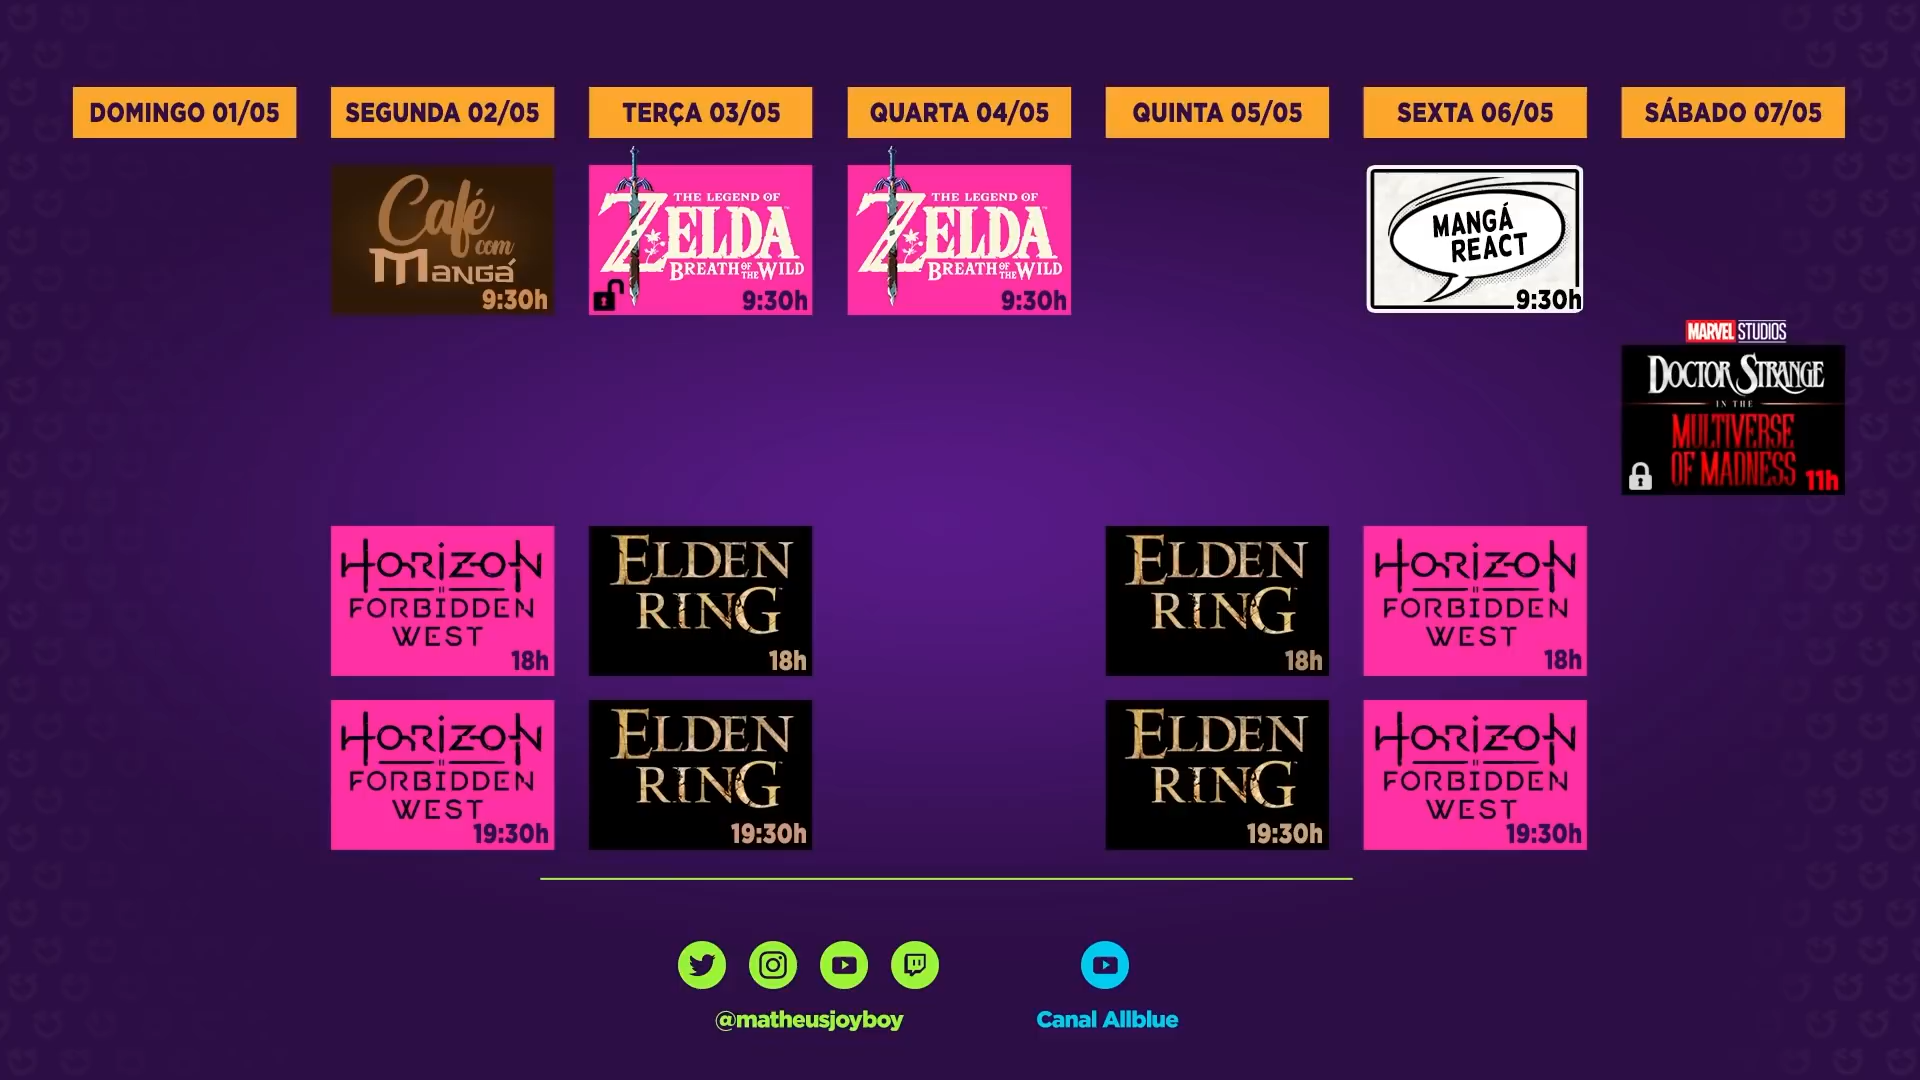 DOMINGO 01/05
SEGUNDA 02/05
TERÇA 03/05
QUARTA 04/05
QUINTA 05/05
SEXTA 06/05
SÁBADO 07/05
Café
com
Mangá
9:30h
THE LEGEND OF
ZELDA
BREATH OF THE WILD
9:30h
THE LEGEND OF
ZELDA
BREATH OF THE WILD
9:30h
MANGÁ
REACT
9:30h
MARVEL STUDIOS
DOCTOR STRANGE
IN THE
MULTIVERSE
OF MADNESS
11h
HORIZON
FORBIDDEN
WEST
18h
ELDEN
RING
18h
ELDEN
RING
18h
HORIZON
FORBIDDEN
WEST
18h
HORIZON
FORBIDDEN
WEST
19:30h
ELDEN
RING
19:30h
ELDEN
RING
19:30h
HORIZON
FORBIDDEN
WEST
19:30h
@matheusjoyboy
Canal Allblue